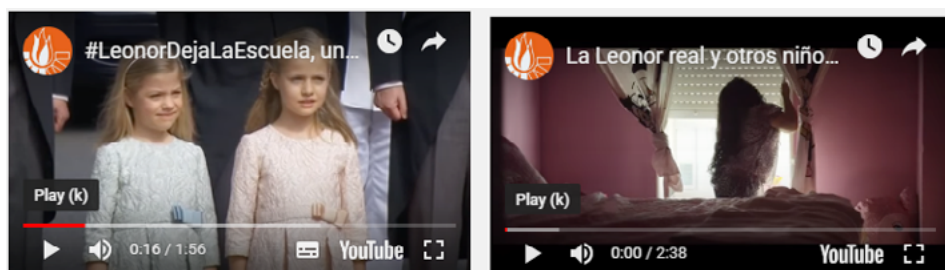 #LeonorDejaLaEscuela, un...
Play (k)
0:16 / 1:56
YouTube
La Leonor real y otros niño...
Play (k)
0:00 / 2:38
YouTube